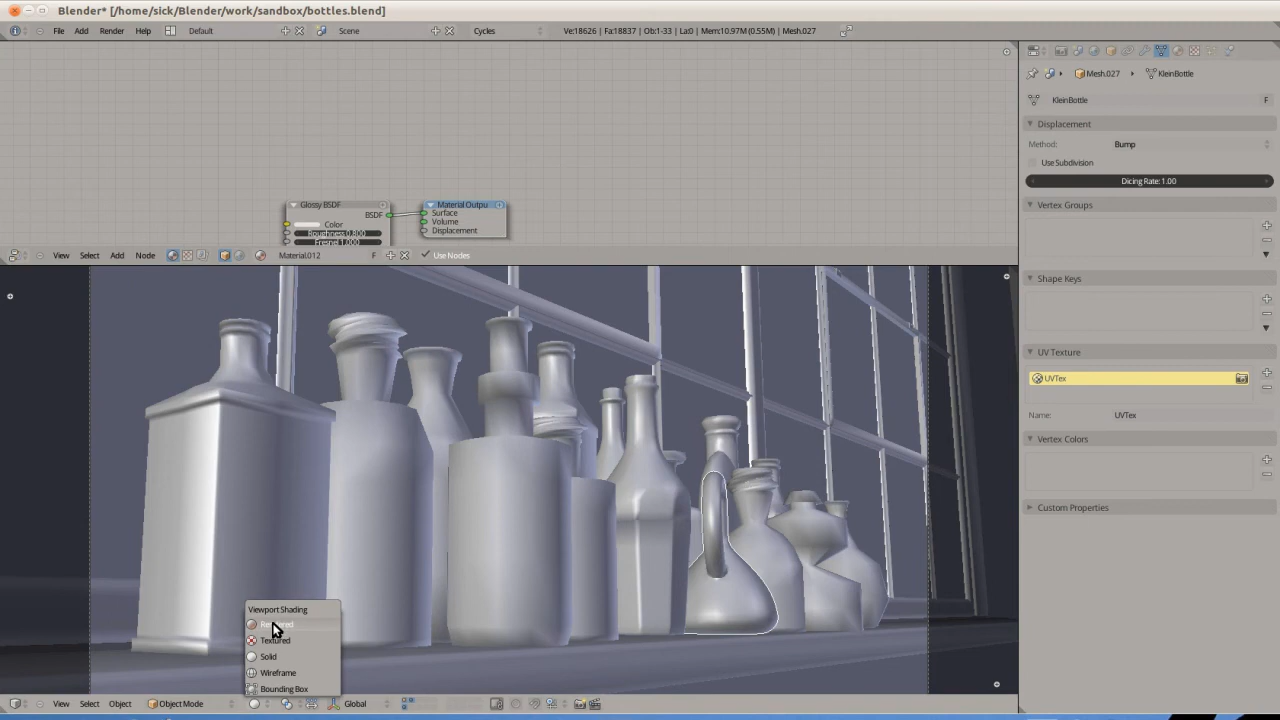 Blender* [/home/sick/Blender/work/sandbox/bottles.blend]
File Add Render Help Default Scene Cycles Ve:18626 | Fa:18837 | Ob:1-33 | La:0 | Mem:10.97M (0.55M) | Mesh.027
Mesh.027 KleinBottle
KleinBottle F
Displacement
Method: Bump
Use Subdivision
Dicing Rate: 1.00
Vertex Groups
Glossy BSDF
BSDF
Color
Roughness 0.800
Fresnel 1.000
Material Outpu
Surface
Volume
Displacement
View Select Add Node Material.012 F Use Nodes
Shape Keys
UV Texture
UVTex
Name: UVTex
Vertex Colors
Custom Properties
Viewport Shading
Textured
Solid
Wireframe
Bounding Box
View Select Object Object Mode Global